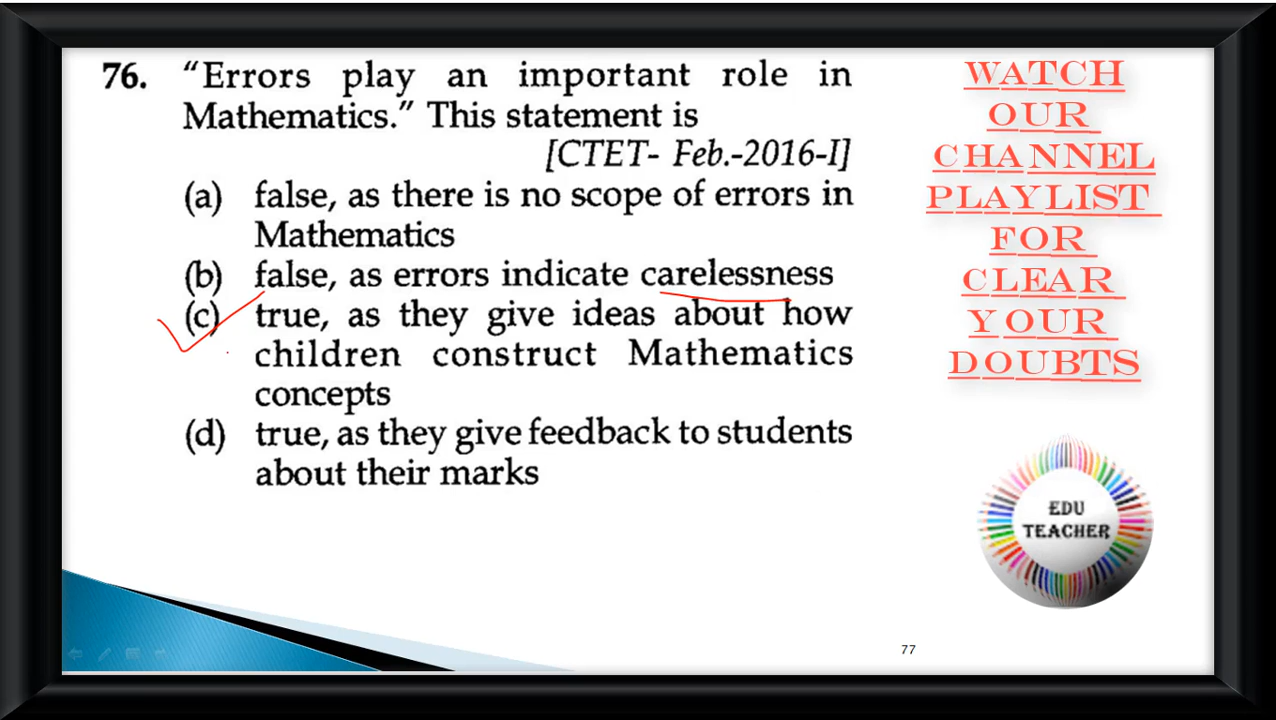 76. “Errors play an important role in
Mathematics.” This statement is
[CTET- Feb.-2016-I]
(a) false, as there is no scope of errors in
Mathematics
(b) false, as errors indicate carelessness
(c) true, as they give ideas about how
children construct Mathematics
concepts
(d) true, as they give feedback to students
about their marks
WATCH
OUR
CHANNEL
PLAYLIST
FOR
CLEAR
YOUR
DOUBTS
EDU
TEACHER
77